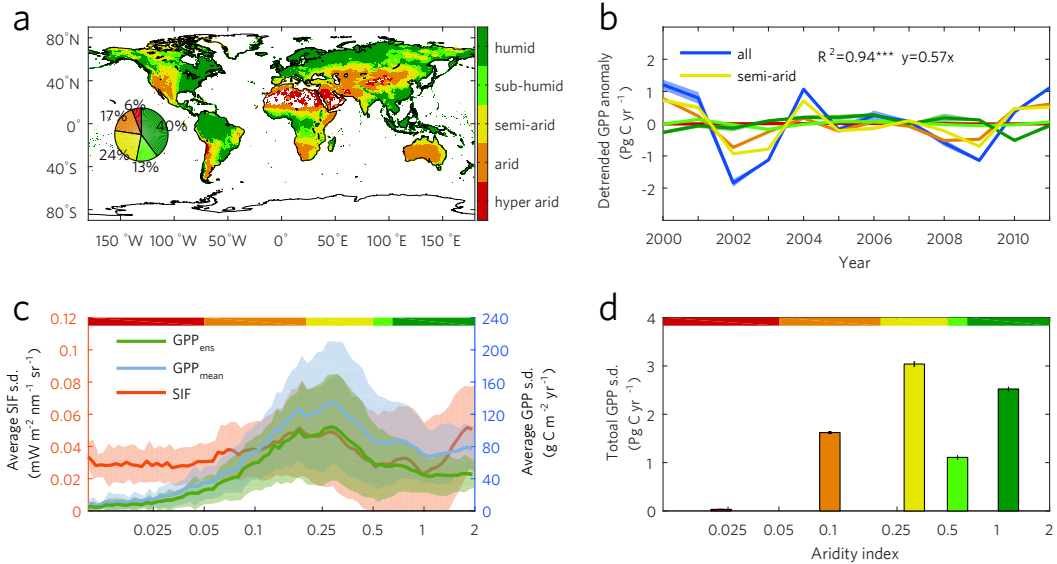 a
80°N
40°N
0°
40°S
80°S
150 °W 100 °W 50°W 0° 50°E 100°E 150°E
6%
17%
40%
24%
13%
humid
sub-humid
semi-arid
arid
hyper arid
b
Detrended GPP anomaly
(Pg C yr⁻¹)
2
1
0
-1
-2
all
semi-arid
R²=0.94*** y=0.57x
2000 2002 2004 2006 2008 2010
Year
c
Average SIF s.d.
(mW m⁻² nm⁻¹ sr⁻¹)
0.12
0.1
0.08
0.06
0.04
0.02
0
GPPens
GPPmean
SIF
240
200
160
120
80
40
0
Average GPP s.d.
(g C m⁻² yr⁻¹)
0.025 0.05 0.1 0.25 0.5 1 2
d
Totoal GPP s.d.
(Pg C yr⁻¹)
4
3
2
1
0
0.025 0.05 0.1 0.25 0.5 1 2
Aridity index